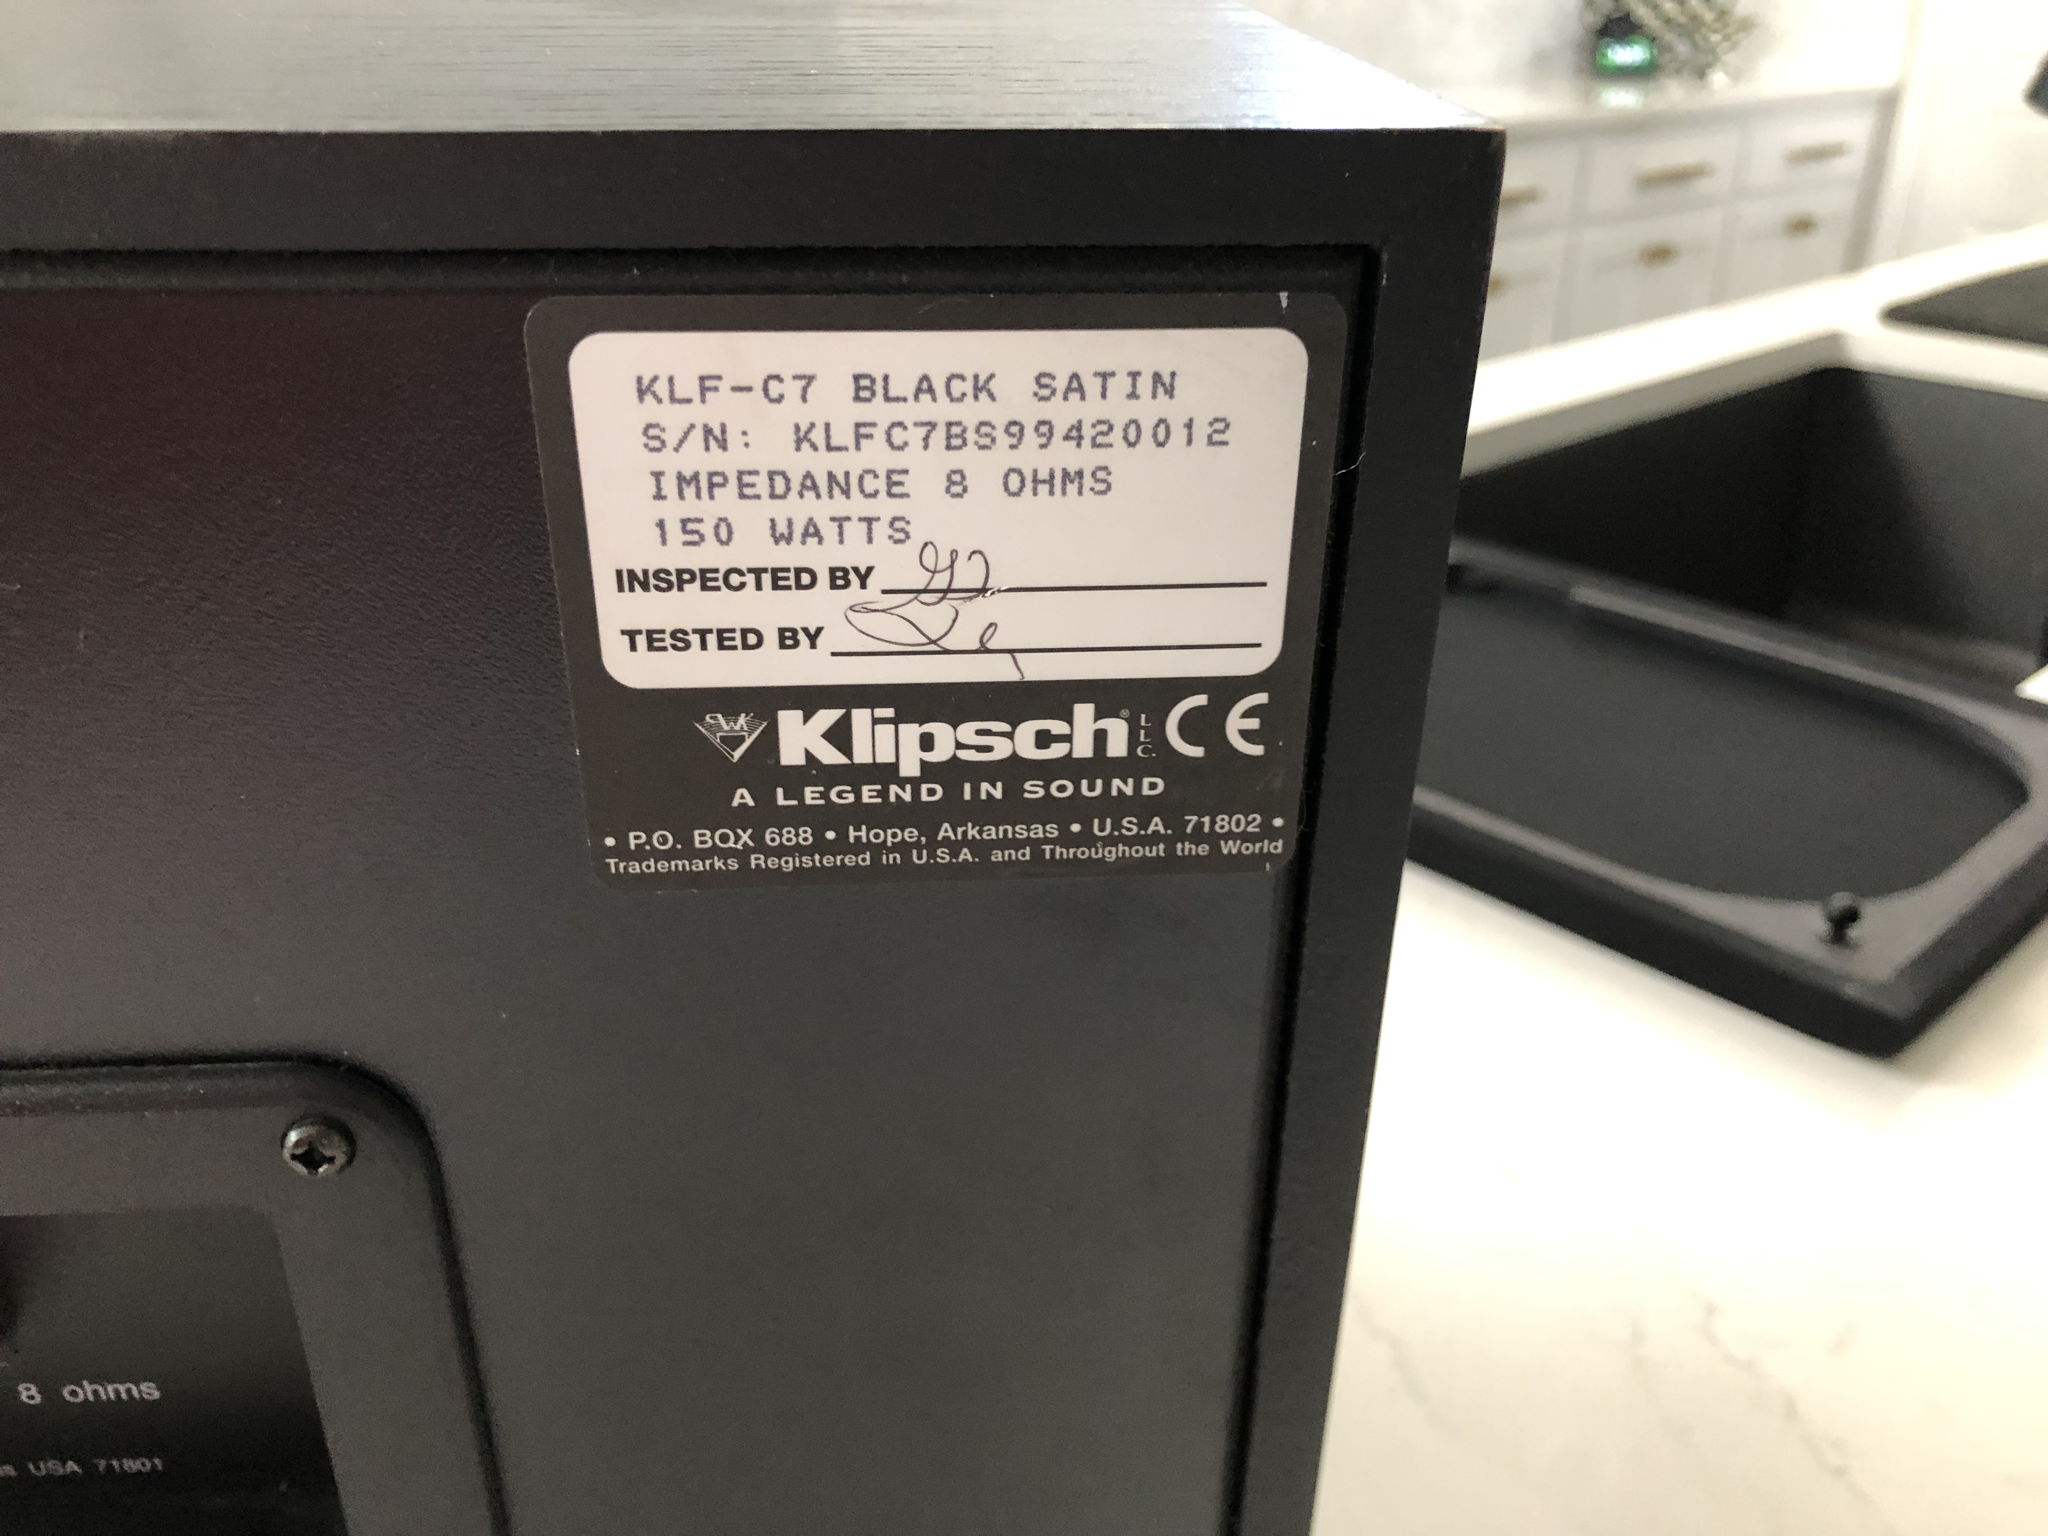 KLF-C7 BLACK SATIN
S/N: KLFC7BS99420012
IMPEDANCE 8 OHMS
150 WATTS
INSPECTED BY
TESTED BY
PWK Klipsch® LLC. CE
A LEGEND IN SOUND
• P.O. BOX 688 • Hope, Arkansas • U.S.A. 71802 •
Trademarks Registered in U.S.A. and Throughout the World
8 ohms
USA 71801